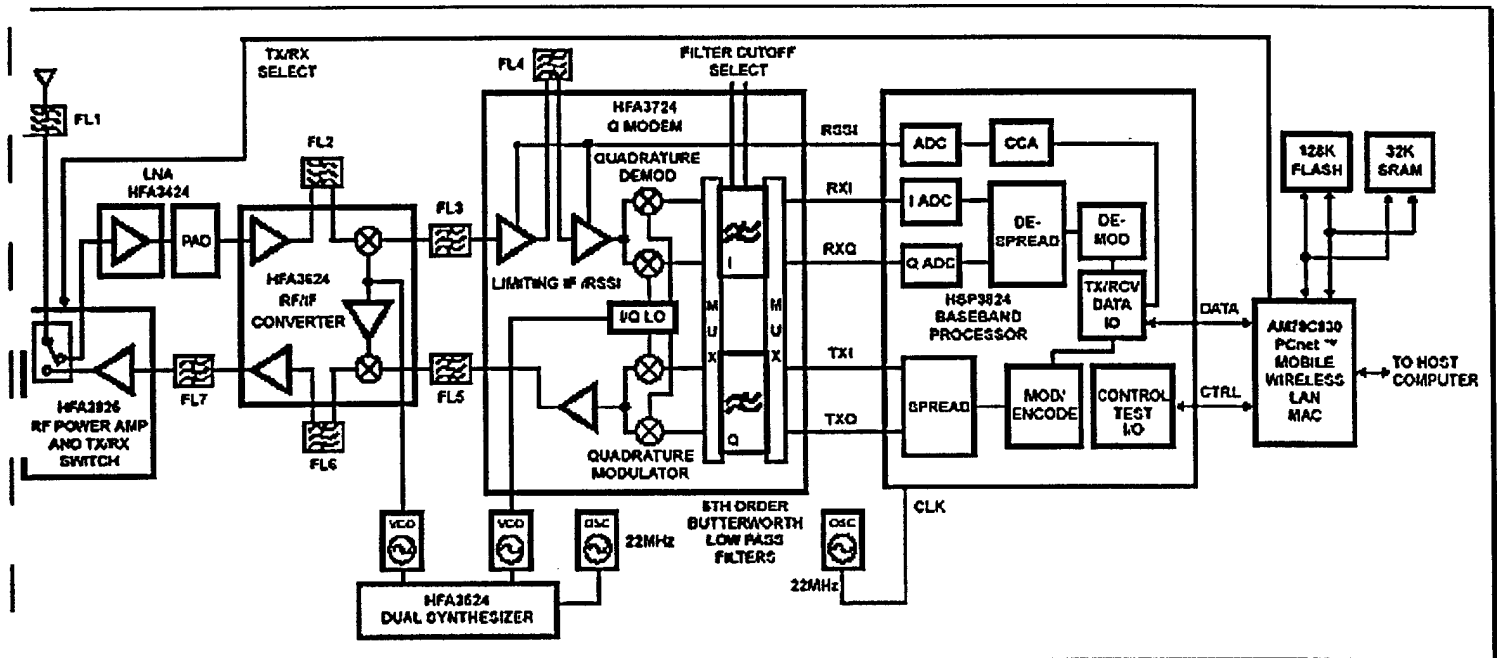 TX/RX
SELECT
FL1
FL2
LNA
HFA3424
PAD
HFA3624
RF/IF
CONVERTER
FL3
FL4
HFA3724
Q MODEM
QUADRATURE
DEMOD
LIMITING IF /RSSI
I/Q LO
FILTER CUTOFF
SELECT
I
M
U
X
M
U
X
Q
RSSI
RXI
RXQ
TXI
TXQ
ADC
CCA
I ADC
Q ADC
DE-
SPREAD
DE-
MOD
TX/RCV
DATA
IO
HSP3824
BASEBAND
PROCESSOR
SPREAD
MOD/
ENCODE
CONTROL
TEST
I/O
128K
FLASH
32K
SRAM
DATA
CTRL
AM79C930
PCnet ™
MOBILE
WIRELESS
LAN
MAC
TO HOST
COMPUTER
FL7
FL5
FL6
RF POWER AMP
AND TX/RX
SWITCH
QUADRATURE
MODULATOR
5TH ORDER
BUTTERWORTH
LOW PASS
FILTERS
CLK
VCO
VCO
OSC
22MHz
OSC
22MHz
DUAL SYNTHESIZER